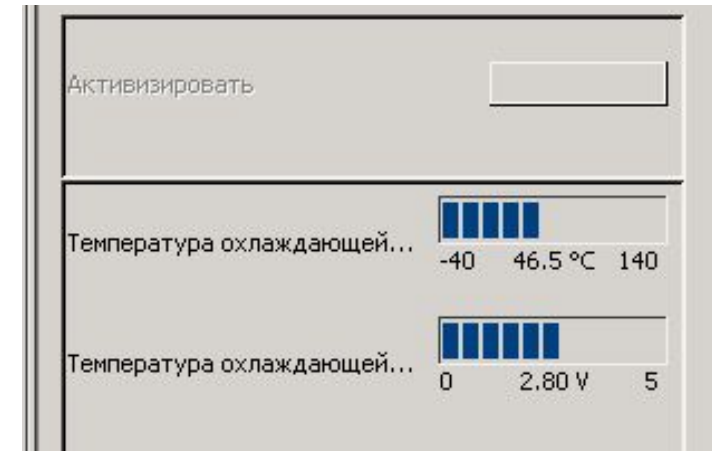 Активизировать
Температура охлаждающей...
-40 46.5 °C 140
Температура охлаждающей...
0 2.80 V 5